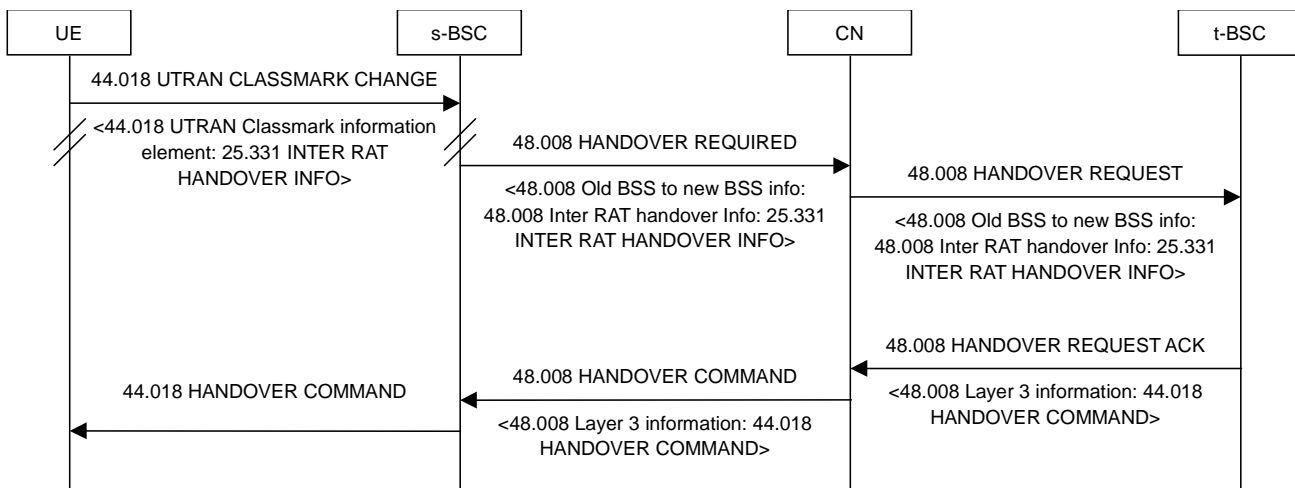 UE
s-BSC
CN
t-BSC
44.018 UTRAN CLASSMARK CHANGE
<44.018 UTRAN Classmark information
element: 25.331 INTER RAT
HANDOVER INFO>
48.008 HANDOVER REQUIRED
<48.008 Old BSS to new BSS info:
48.008 Inter RAT handover Info: 25.331
INTER RAT HANDOVER INFO>
48.008 HANDOVER REQUEST
<48.008 Old BSS to new BSS info:
48.008 Inter RAT handover Info: 25.331
INTER RAT HANDOVER INFO>
48.008 HANDOVER REQUEST ACK
<48.008 Layer 3 information: 44.018
HANDOVER COMMAND>
48.008 HANDOVER COMMAND
<48.008 Layer 3 information: 44.018
HANDOVER COMMAND>
44.018 HANDOVER COMMAND